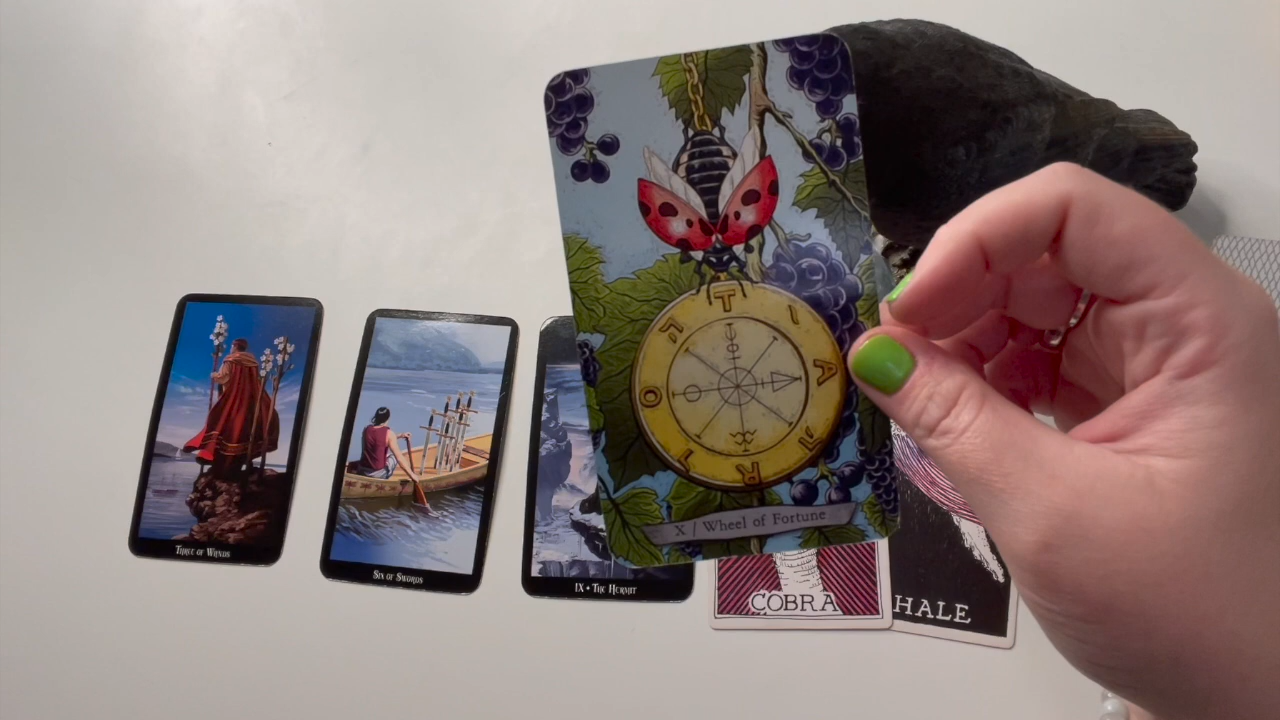 Three of Wands
Six of Swords
IX • The Hermit
T A R O
X / Wheel of Fortune
COBRA
HALE